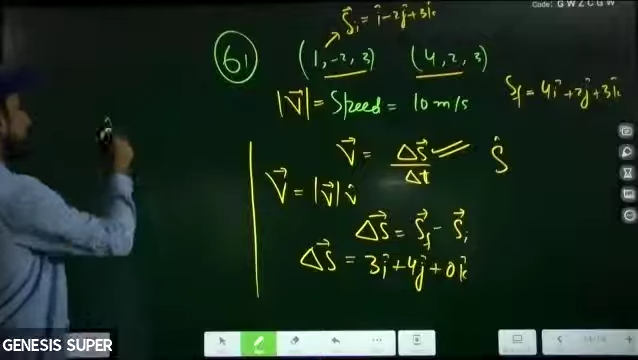 Code: G W Z C G W
S⃗ᵢ = î - 2ĵ + 3k̂
61 (1, -2, 3) (4, 2, 3)
|V⃗| = Speed = 10 m/s
S⃗f = 4î + 2ĵ + 3k̂
V⃗ = ΔS⃗/Δt Ŝ
V⃗ = |V⃗| v̂
ΔS⃗ = S⃗f - S⃗ᵢ
ΔS⃗ = 3î + 4ĵ + 0k̂
GENESIS SUPER